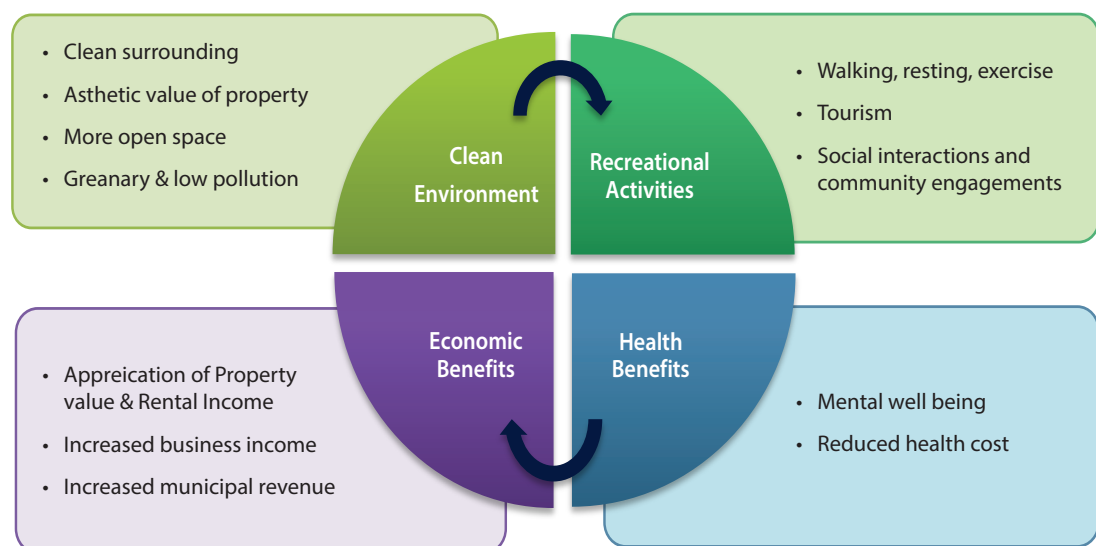 • Clean surrounding
• Asthetic value of property
• More open space
• Greanary & low pollution
Clean
Environment
Recreational
Activities
• Walking, resting, exercise
• Tourism
• Social interactions and
community engagements
• Appreication of Property
value & Rental Income
• Increased business income
• Increased municipal revenue
Economic
Benefits
Health
Benefits
• Mental well being
• Reduced health cost